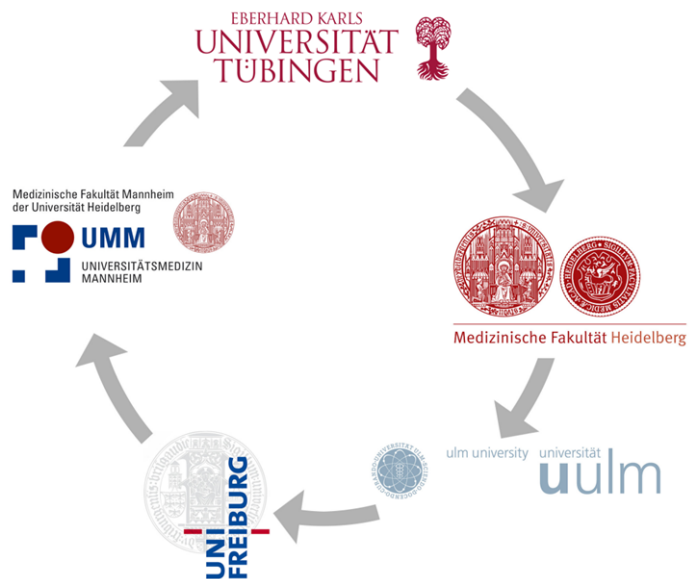 EBERHARD KARLS
UNIVERSITÄT
TÜBINGEN
Medizinische Fakultät Heidelberg
ulm university universität
uulm
UNI
FREIBURG
Medizinische Fakultät Mannheim
der Universität Heidelberg
UMM
UNIVERSITÄTSMEDIZIN
MANNHEIM